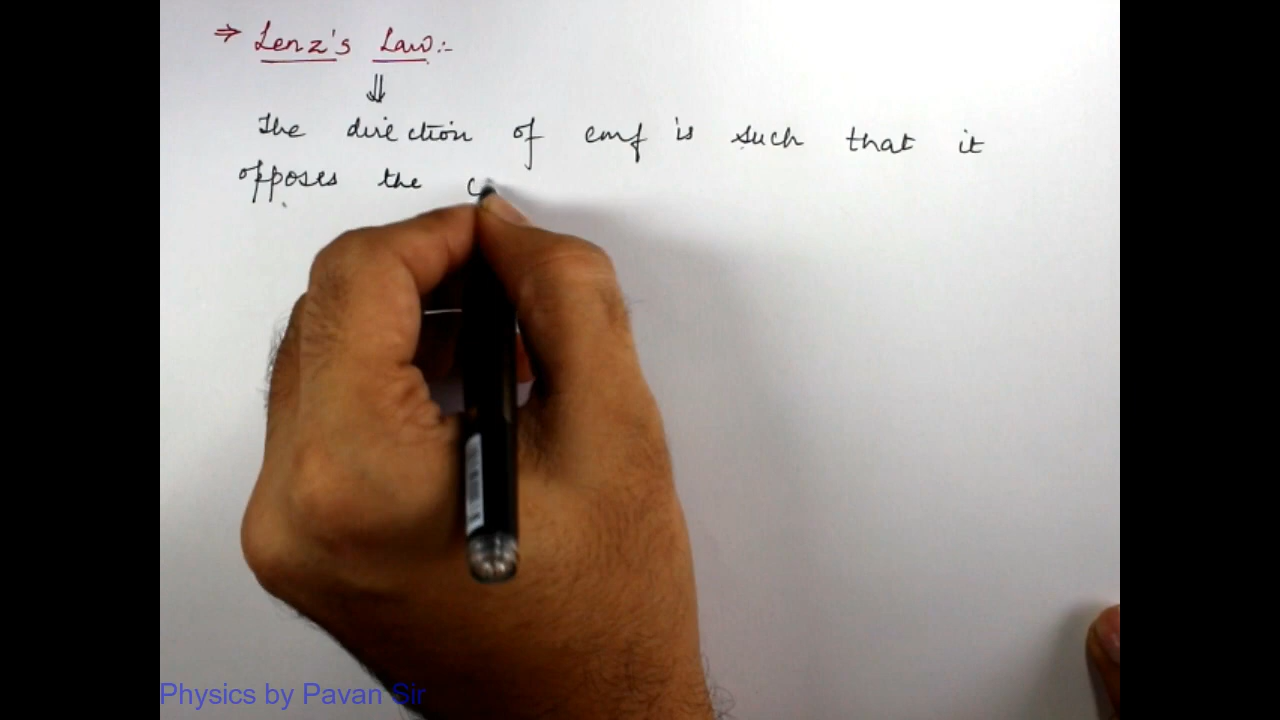 ⇒ Lenz's Law:-
⇓
The direction of emf is such that it
opposes the c
Physics by Pavan Sir